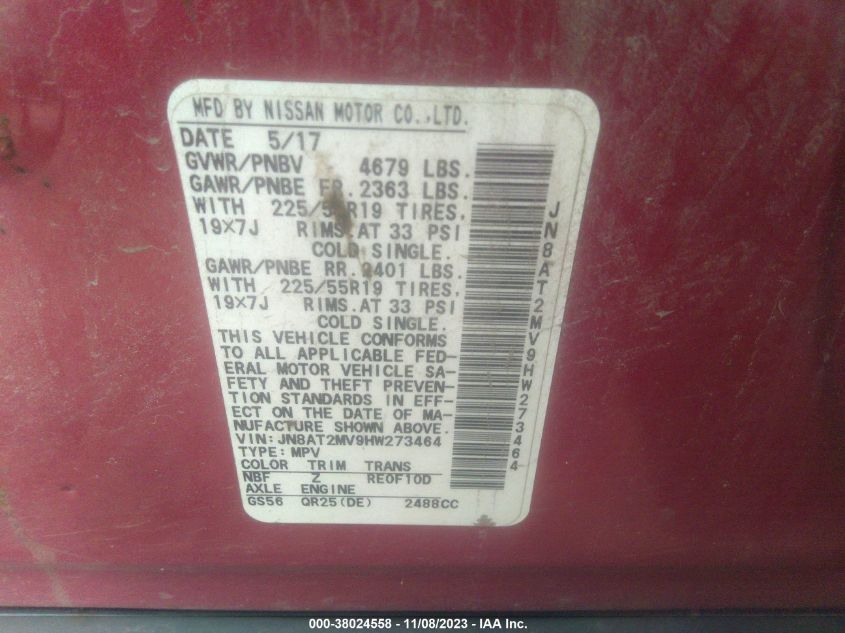 MFD BY NISSAN MOTOR CO.,LTD.
DATE 5/17
GVWR/PNBV 4679 LBS.
GAWR/PNBE FR. 2363 LBS.
WITH 225/55R19 TIRES,
19X7J RIMS.AT 33 PSI
COLD SINGLE.
GAWR/PNBE RR. 2401 LBS.
WITH 225/55R19 TIRES,
19X7J RIMS.AT 33 PSI
COLD SINGLE.
THIS VEHICLE CONFORMS
TO ALL APPLICABLE FED-
ERAL MOTOR VEHICLE SA-
FETY AND THEFT PREVEN-
TION STANDARDS IN EFF-
ECT ON THE DATE OF MA-
NUFACTURE SHOWN ABOVE.
VIN: JN8AT2MV9HW273464
TYPE: MPV
COLOR TRIM TRANS
NBF Z RE0F10D
AXLE ENGINE
GS56 QR25(DE) 2488CC
JN8AT2MV9HW273464
000-38024558 - 11/08/2023 - IAA Inc.